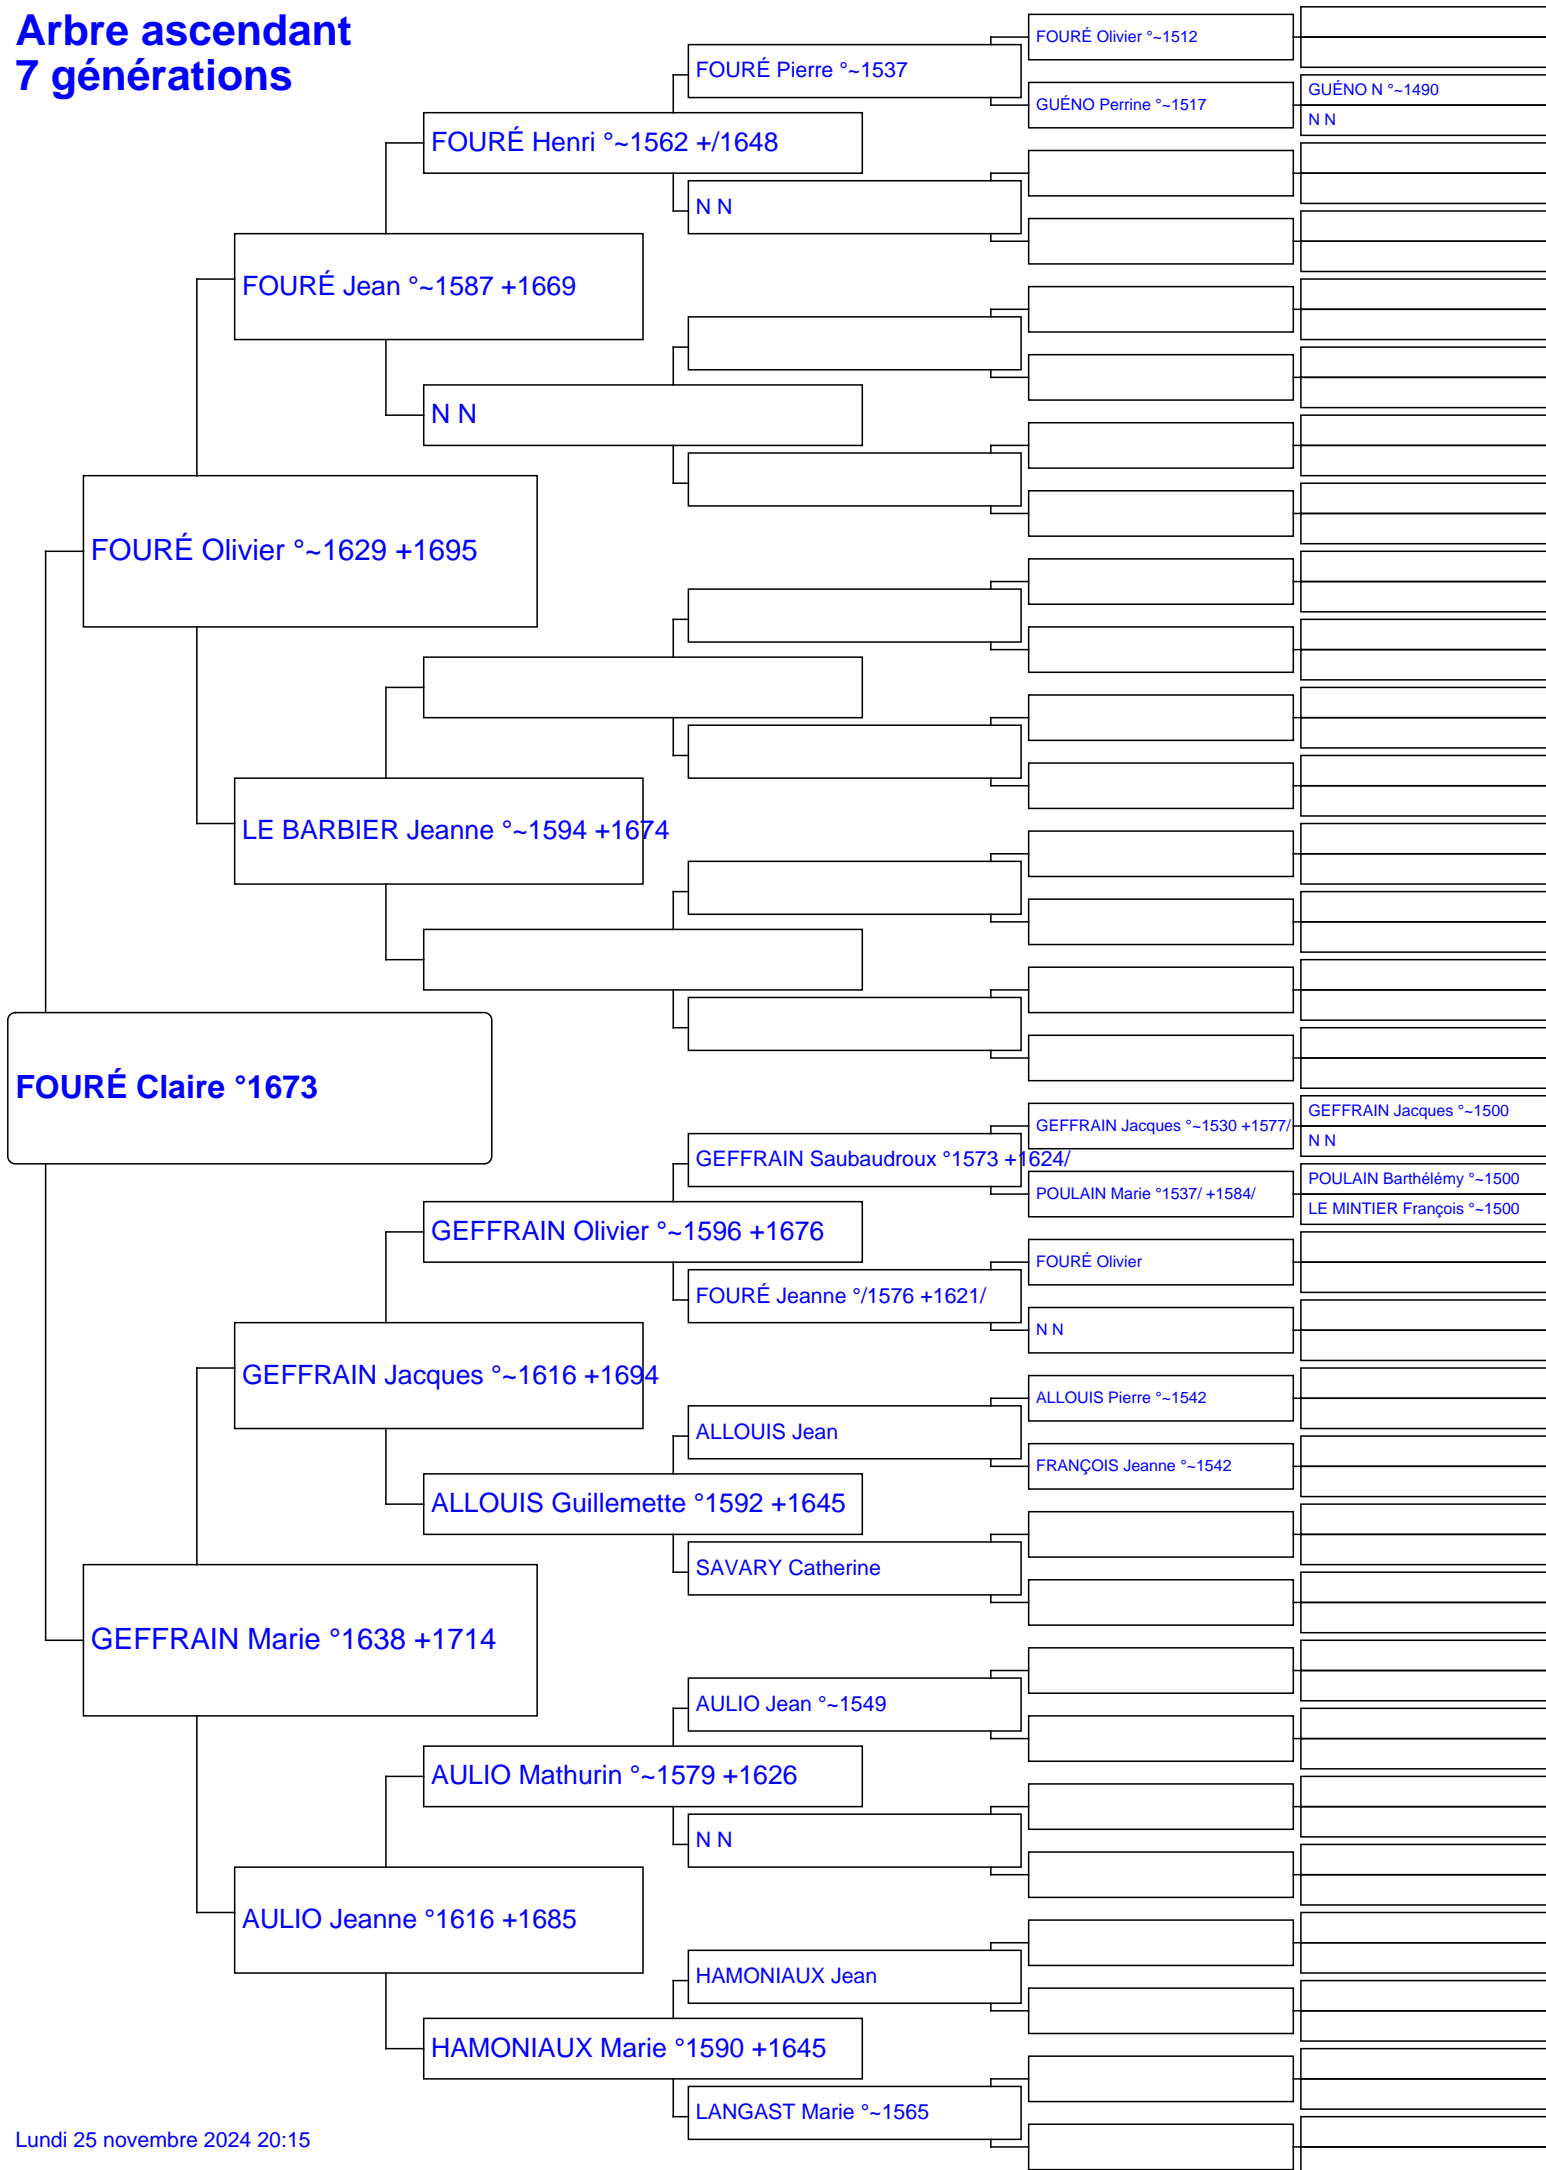 Arbre ascendant
7 générations
FOURÉ Olivier °~1512
FOURÉ Pierre °~1537
GUÉNO N °~1490
GUÉNO Perrine °~1517
N N
FOURÉ Henri °~1562 +/1648
N N
FOURÉ Jean °~1587 +1669
N N
FOURÉ Olivier °~1629 +1695
LE BARBIER Jeanne °~1594 +1674
FOURÉ Claire °1673
GEFFRAIN Jacques °~1500
GEFFRAIN Jacques °~1530 +1577/
N N
GEFFRAIN Saubaudroux °1573 +1624/
POULAIN Barthélémy °~1500
POULAIN Marie °1537/ +1584/
LE MINTIER François °~1500
GEFFRAIN Olivier °~1596 +1676
FOURÉ Olivier
FOURÉ Jeanne °/1576 +1621/
N N
GEFFRAIN Jacques °~1616 +1694
ALLOUIS Pierre °~1542
ALLOUIS Jean
FRANÇOIS Jeanne °~1542
ALLOUIS Guillemette °1592 +1645
SAVARY Catherine
GEFFRAIN Marie °1638 +1714
AULIO Jean °~1549
AULIO Mathurin °~1579 +1626
N N
AULIO Jeanne °1616 +1685
HAMONIAUX Jean
HAMONIAUX Marie °1590 +1645
LANGAST Marie °~1565
Lundi 25 novembre 2024 20:15